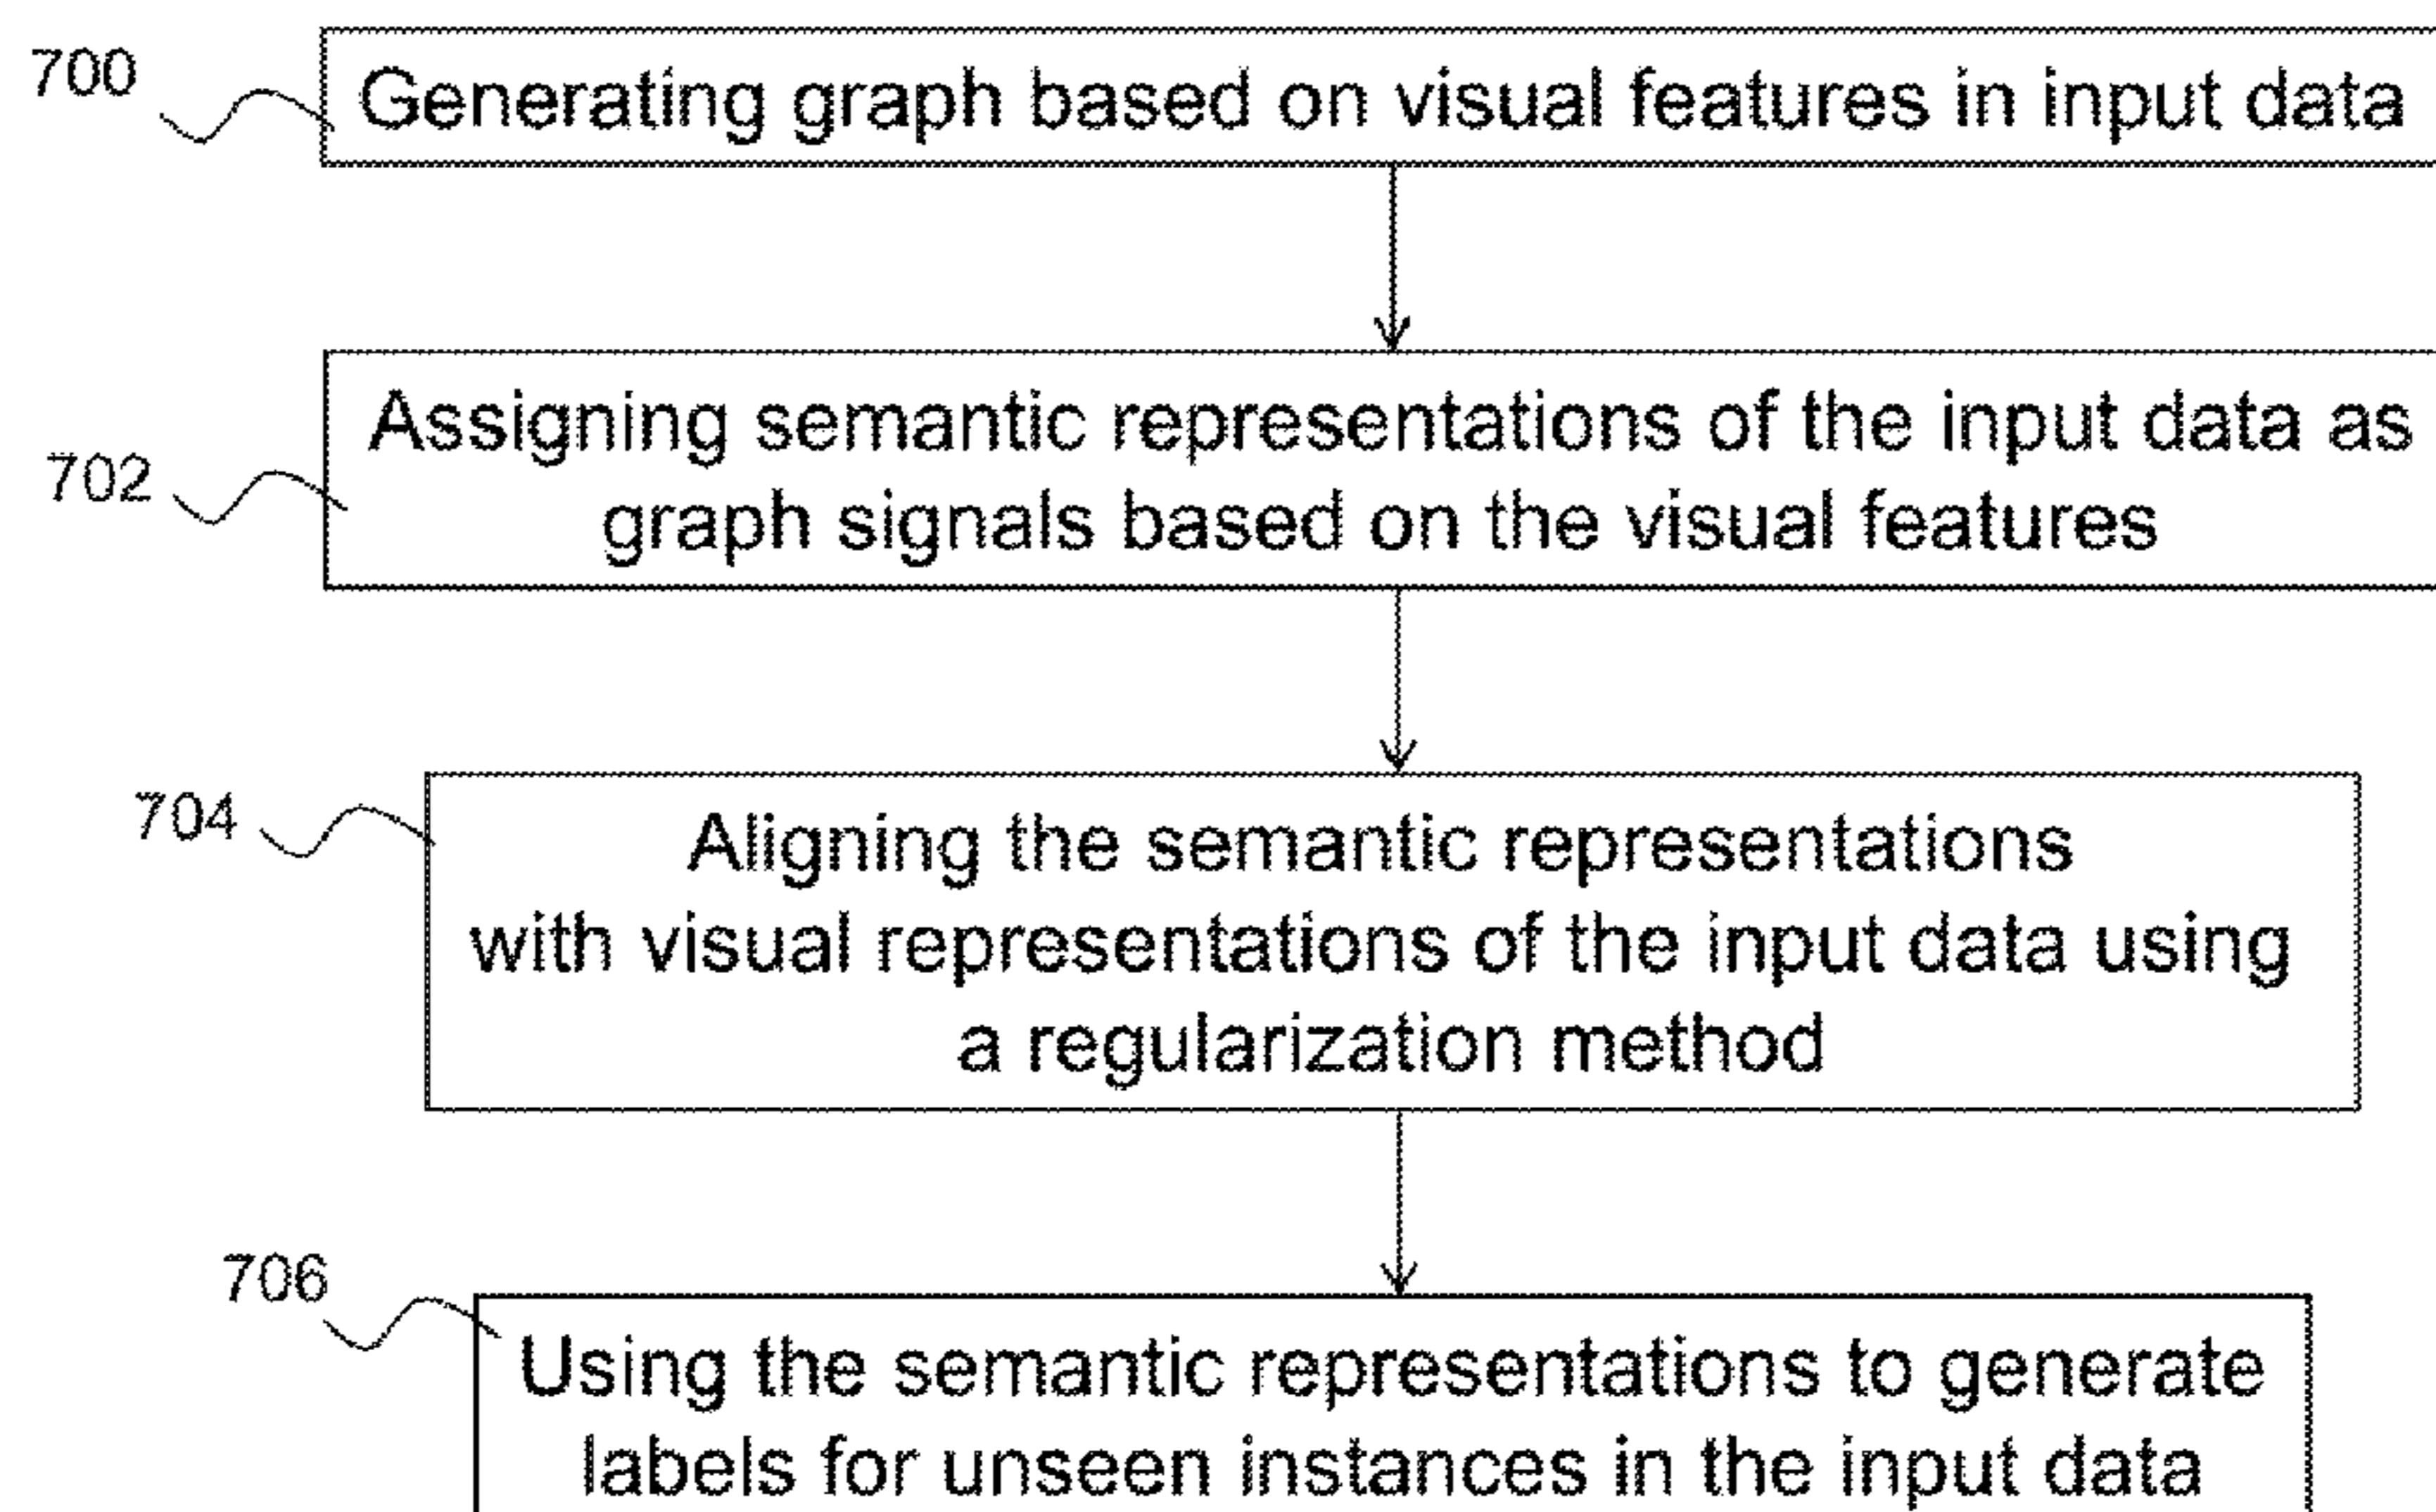 700
Generating graph based on visual features in input data
702
Assigning semantic representations of the input data as
graph signals based on the visual features
704
Aligning the semantic representations
with visual representations of the input data using
a regularization method
706
Using the semantic representations to generate
labels for unseen instances in the input data